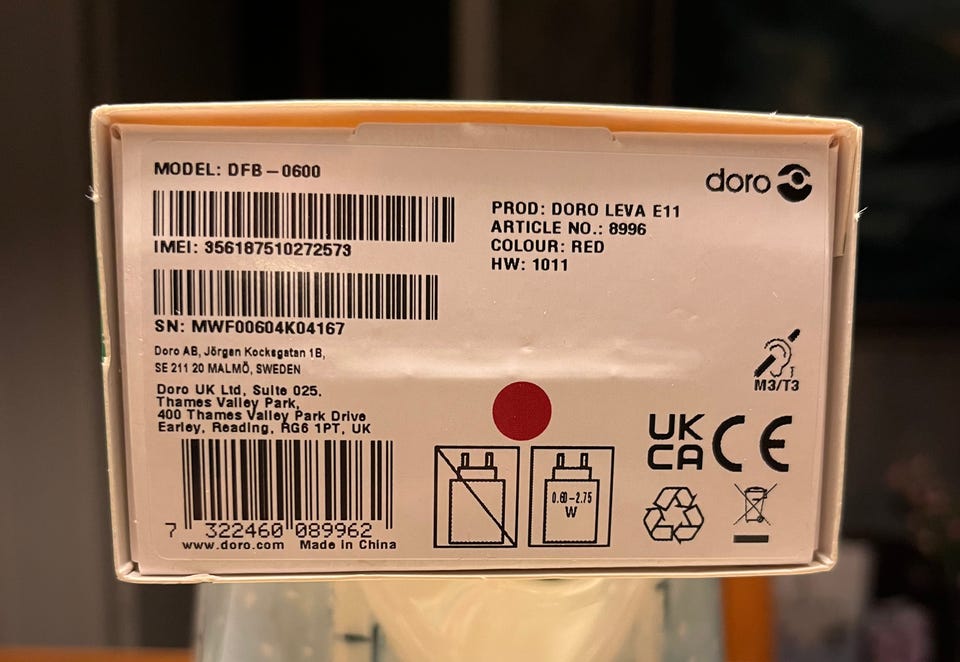 MODEL: DFB-0600
doro
IMEI: 356187510272573
PROD: DORO LEVA E11
ARTICLE NO.: 8996
COLOUR: RED
HW: 1011
SN: MWF00604K04167
Doro AB, Jörgen Kocksgatan 1B,
SE 211 20 MALMÖ, SWEDEN
Doro UK Ltd, Suite 025,
Thames Valley Park,
400 Thames Valley Park Drive
Earley, Reading, RG6 1PT, UK
M3/T3
UK
CA
CE
0.60-2.75
W
7 322460 089962
www.doro.com Made in China